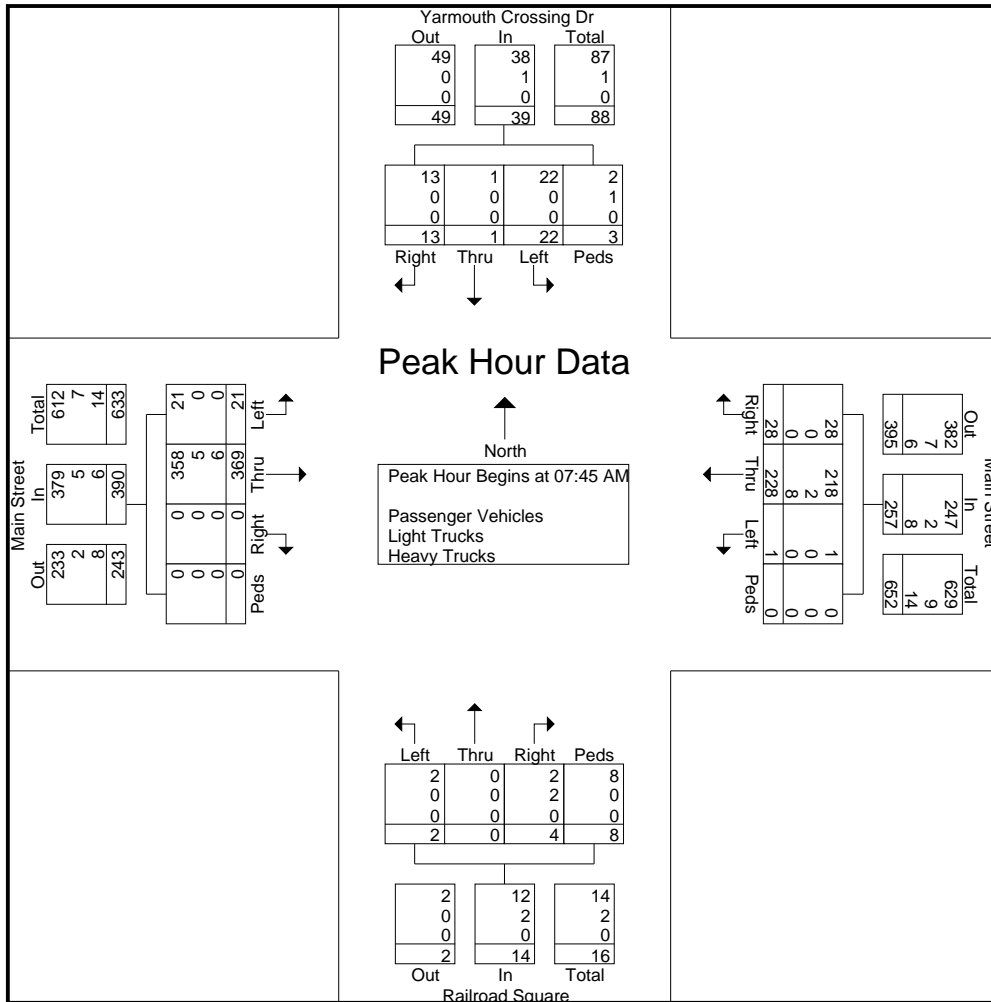 Yarmouth Crossing Dr
Out In Total
49 38 87
0 1 1
0 0 0
49 39 88
13 1 22 2
0 0 0 1
0 0 0 0
13 1 22 3
Right Thru Left Peds
Peak Hour Data
North
Peak Hour Begins at 07:45 AM
Passenger Vehicles
Light Trucks
Heavy Trucks
Main Street
Out In Total
233 379 612
2 5 7
8 6 14
243 390 633
0 0 358 21
0 0 5 0
0 0 6 0
0 0 369 21
Peds Right Thru Left
Main Street
Out In Total
382 247 629
7 2 9
6 8 14
395 257 652
28 218 1 0
0 2 0 0
0 8 0 0
28 228 1 0
Right Thru Left Peds
Left Thru Right Peds
2 0 2 8
0 0 2 0
0 0 0 0
2 0 4 8
2 12 14
0 2 2
0 0 0
2 14 16
Out In Total
Railroad Square